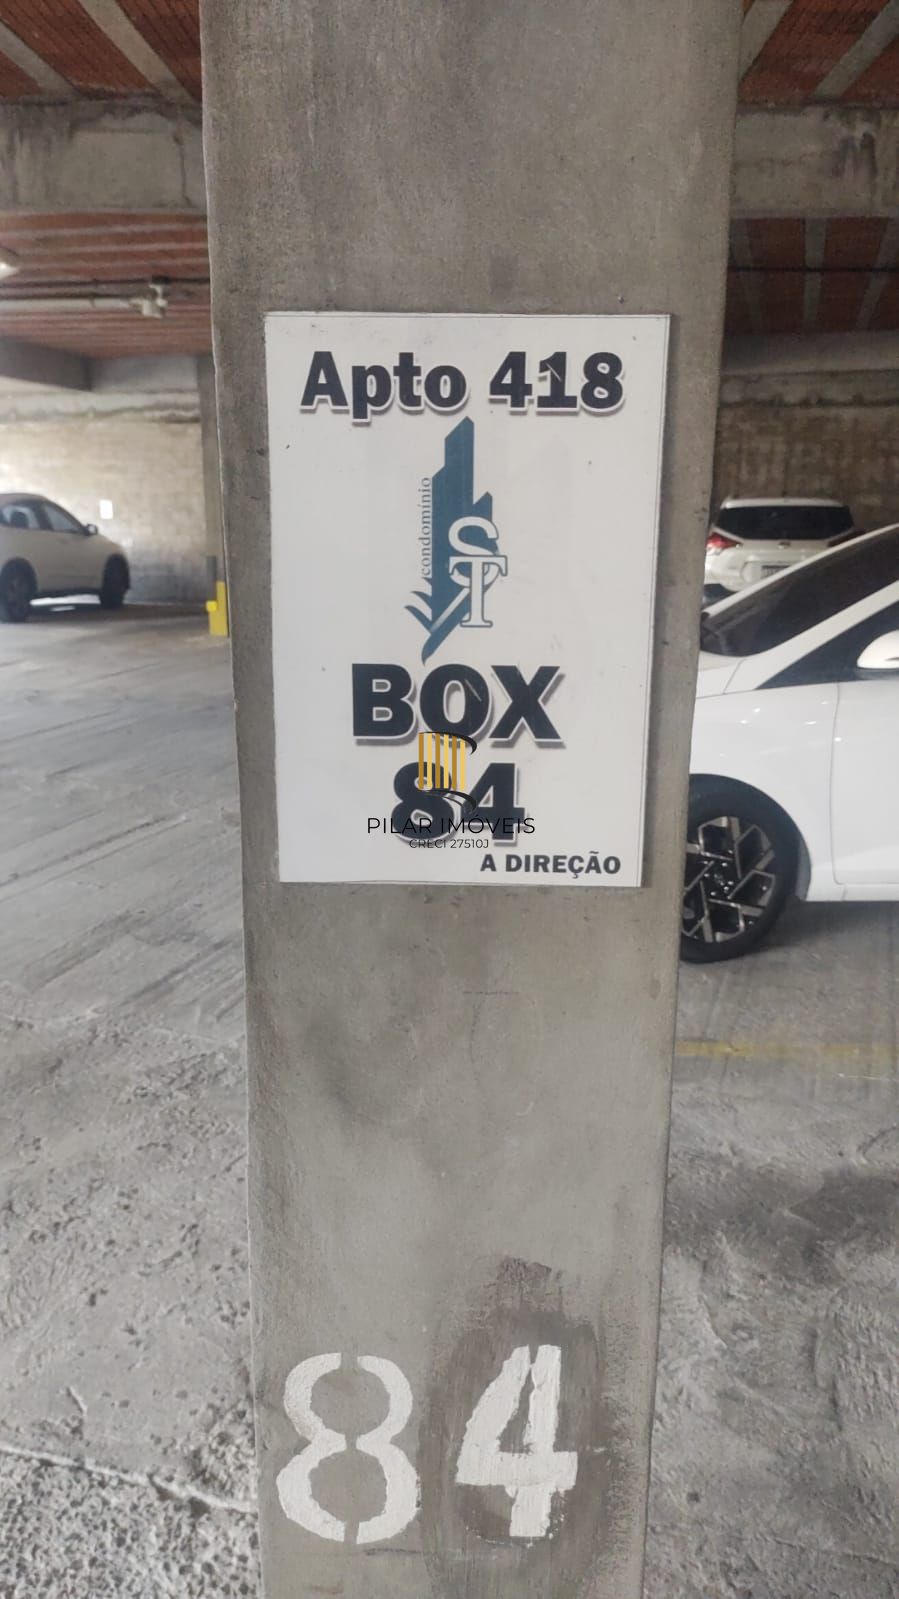 Apto 418
condomínio
ST
BOX
84
PILAR IMÓVEIS
CRECI 27510J
A DIREÇÃO
84